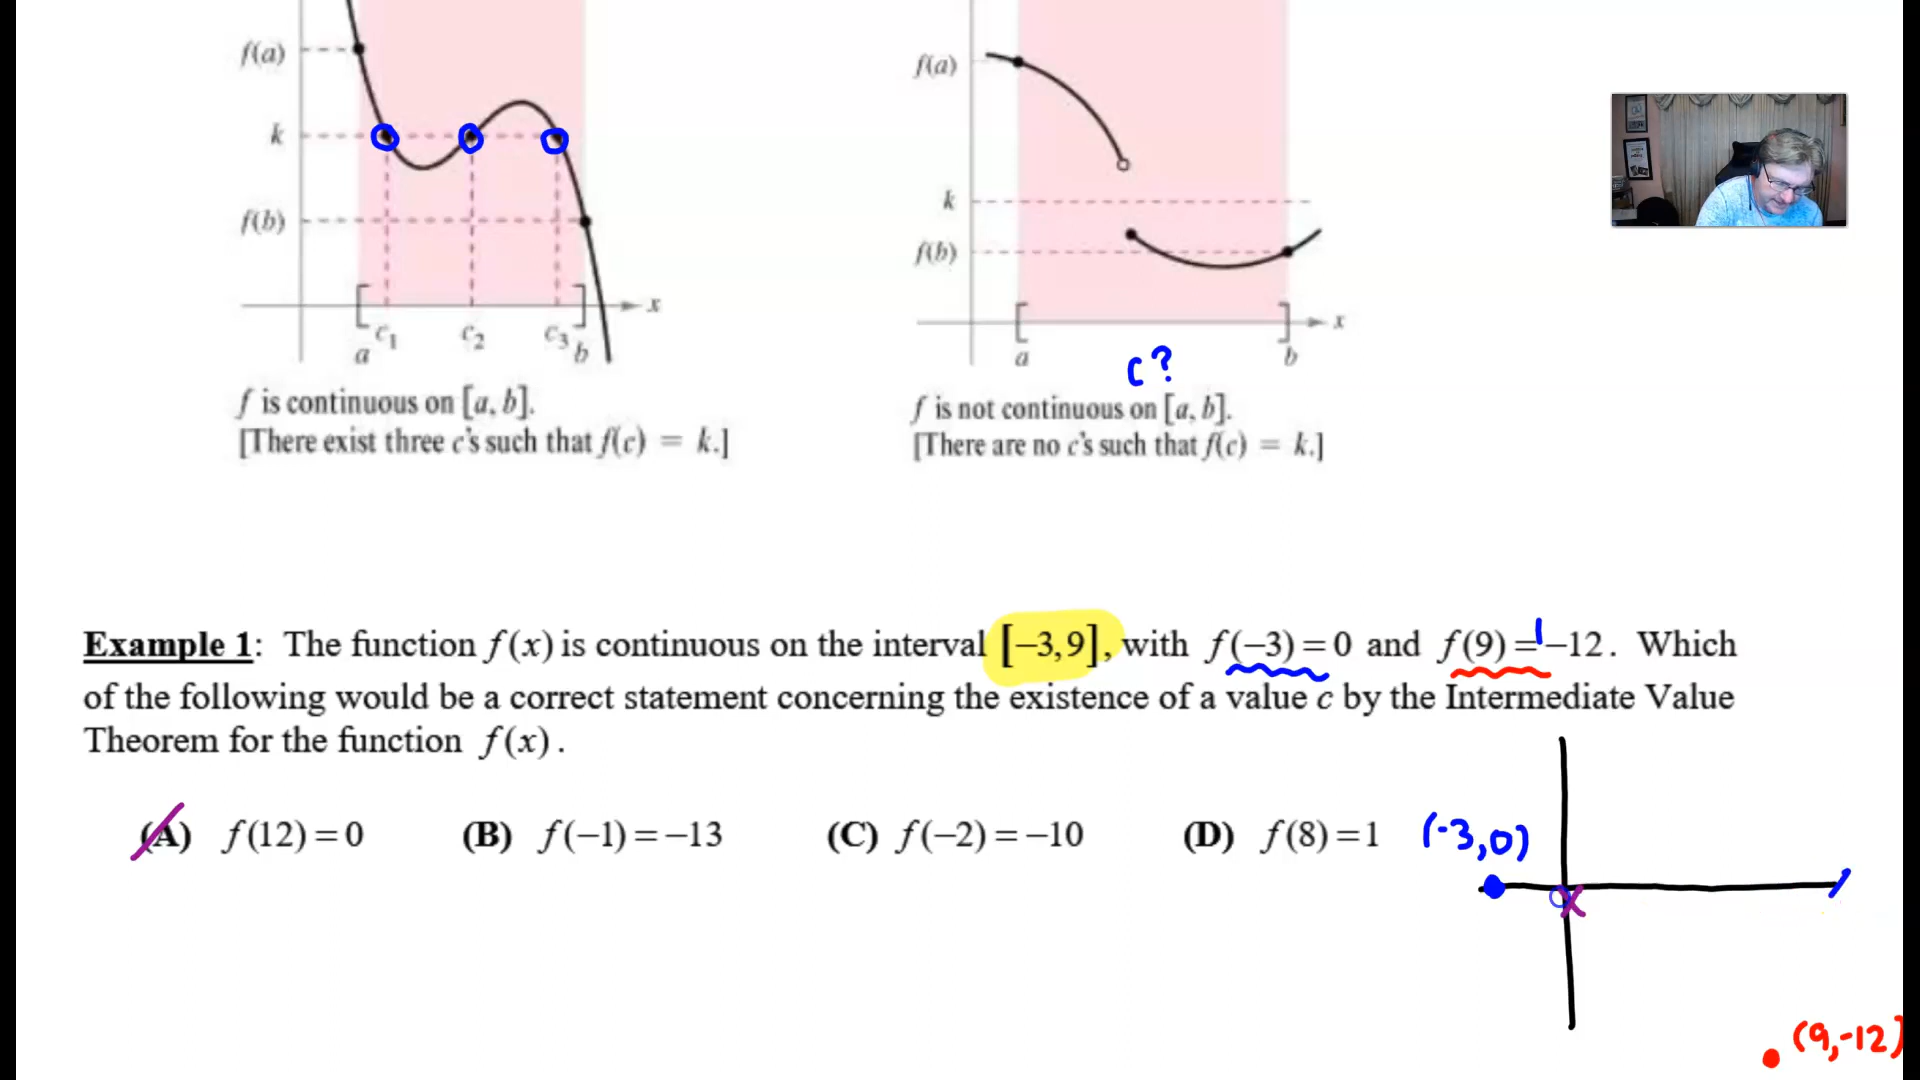 f(a)
k
f(b)
x
c₁ c₂ c₃
a b
f is continuous on [a, b].
[There exist three c's such that f(c) = k.]
f(a)
k
f(b)
x
a b
c?
f is not continuous on [a, b].
[There are no c's such that f(c) = k.]
Example 1: The function f(x) is continuous on the interval [−3,9], with f(−3)=0 and f(9)=−12. Which
of the following would be a correct statement concerning the existence of a value c by the Intermediate Value
Theorem for the function f(x).
(A) f(12)=0 (B) f(−1)=−13 (C) f(−2)=−10 (D) f(8)=1
(-3,0)
x
(9,-12)